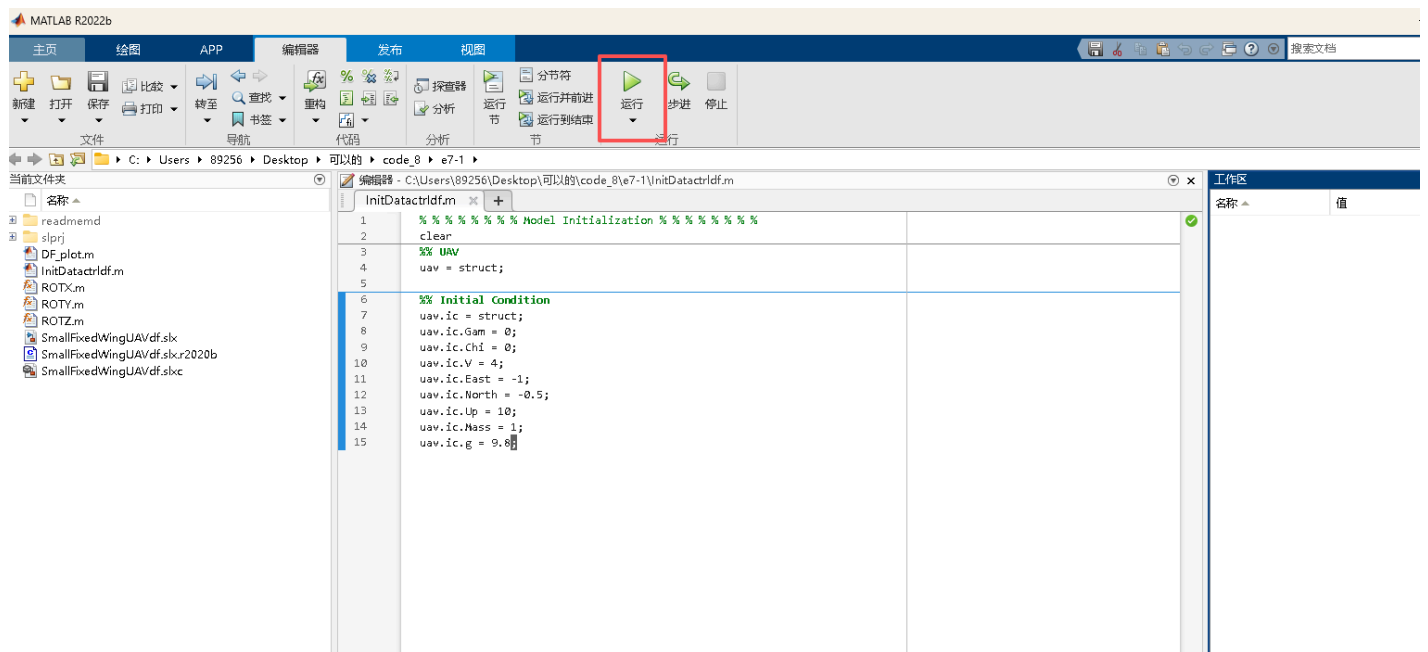 MATLAB R2022b
主页 绘图 APP 编辑器 发布 视图 搜索文档
新建 打开 保存 比较 打印 转至 查找 书签 重构 探查器 分析 运行节 分节符 运行并前进 运行到结束 运行 步进 停止
文件 导航 代码 分析 节 运行
C: Users 89256 Desktop 可以的 code_8 e7-1
当前文件夹
名称
readmemd
slprj
DF_plot.m
InitDatactrldf.m
ROTX.m
ROTY.m
ROTZ.m
SmallFixedWingUAVdf.slx
SmallFixedWingUAVdf.slx.r2020b
SmallFixedWingUAVdf.slxc
编辑器 - C:\Users\89256\Desktop\可以的\code_8\e7-1\InitDatactrldf.m
InitDatactrldf.m
1 % % % % % % % % Model Initialization % % % % % % % %
2 clear
3 %% UAV
4 uav = struct;
5
6 %% Initial Condition
7 uav.ic = struct;
8 uav.ic.Gam = 0;
9 uav.ic.Chi = 0;
10 uav.ic.V = 4;
11 uav.ic.East = -1;
12 uav.ic.North = -0.5;
13 uav.ic.Up = 10;
14 uav.ic.Mass = 1;
15 uav.ic.g = 9.8;
工作区
名称 值